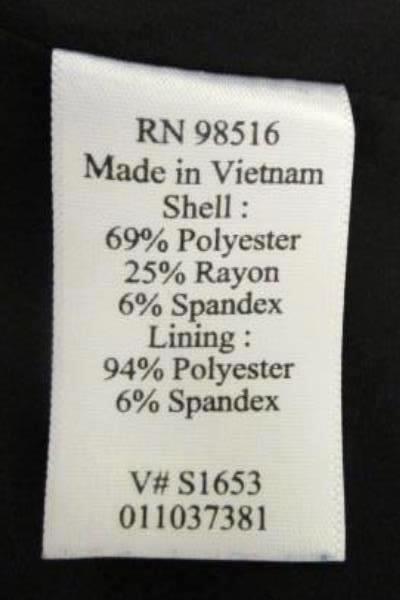 RN 98516
Made in Vietnam
Shell :
69% Polyester
25% Rayon
6% Spandex
Lining :
94% Polyester
6% Spandex
V# S1653
011037381